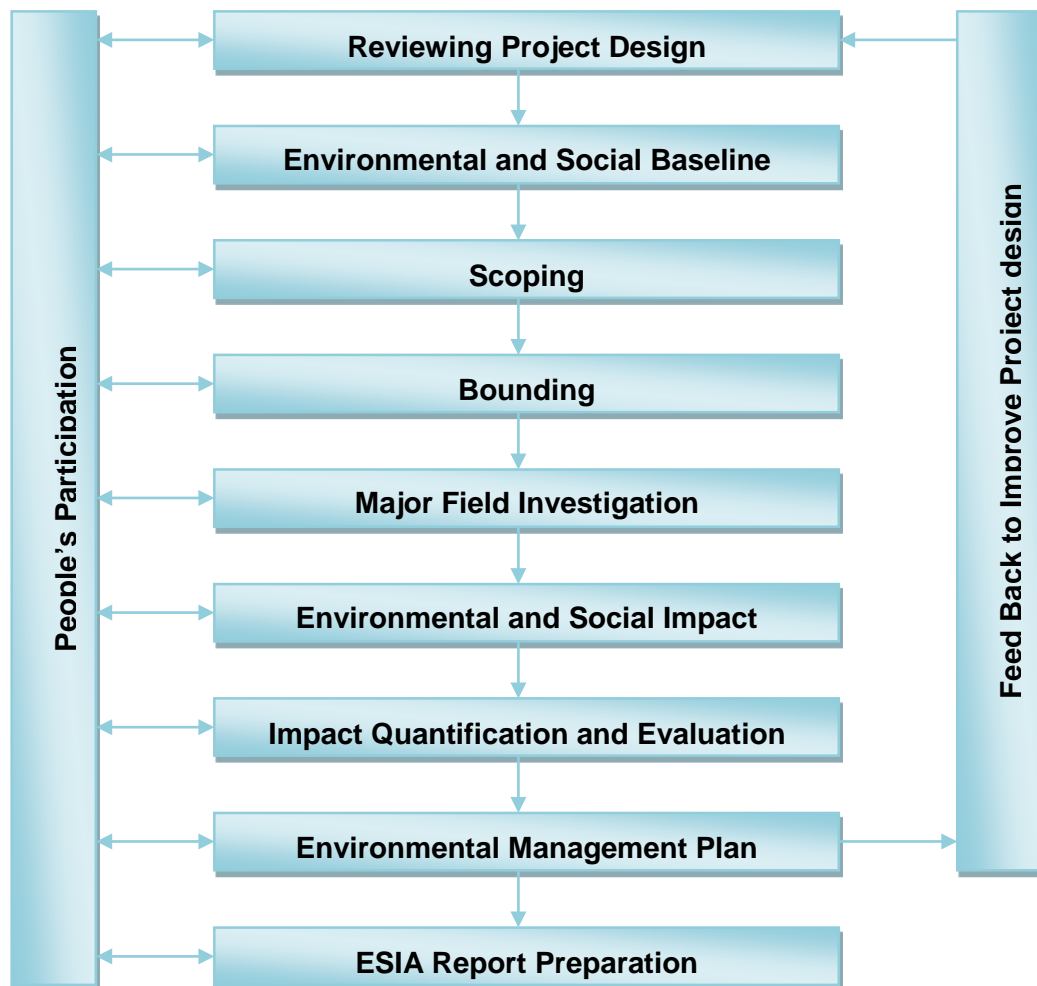 Reviewing Project Design
Environmental and Social Baseline
Scoping
Bounding
Major Field Investigation
Environmental and Social Impact
Impact Quantification and Evaluation
Environmental Management Plan
ESIA Report Preparation
People's Participation
Feed Back to Improve Project design